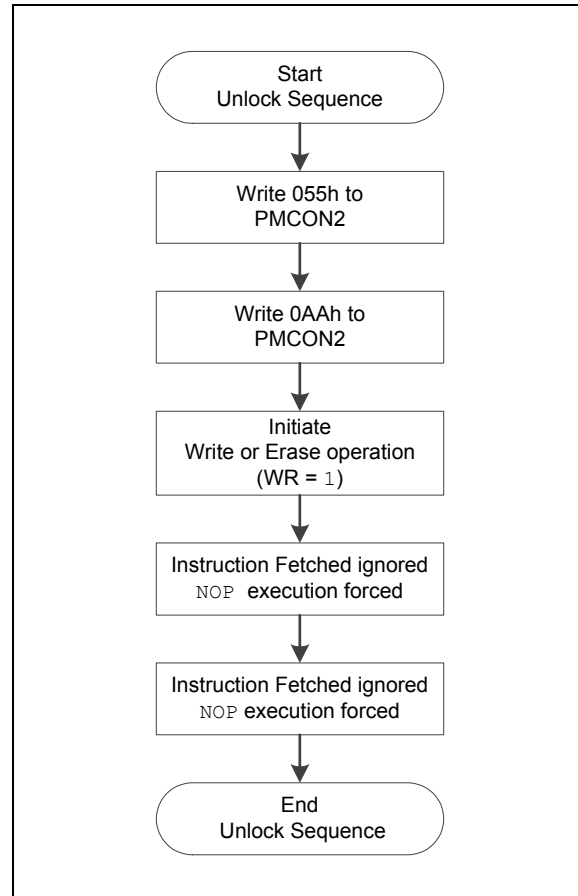 Start
Unlock Sequence
Write 055h to
PMCON2
Write 0AAh to
PMCON2
Initiate
Write or Erase operation
(WR = 1)
Instruction Fetched ignored
NOP execution forced
Instruction Fetched ignored
NOP execution forced
End
Unlock Sequence